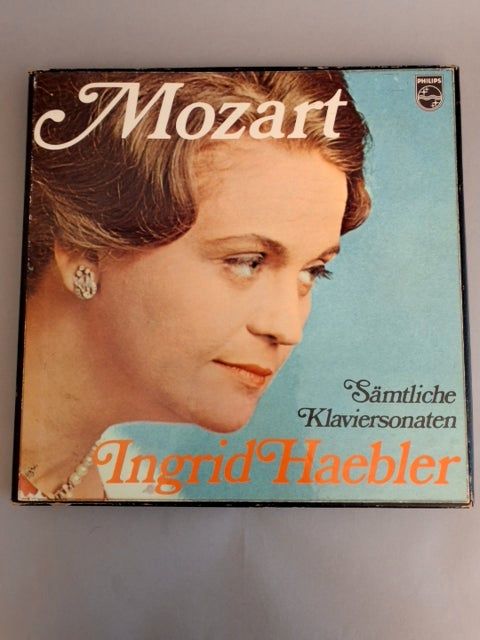 Mozart
PHILIPS
Sämtliche
Klaviersonaten
Ingrid Haebler